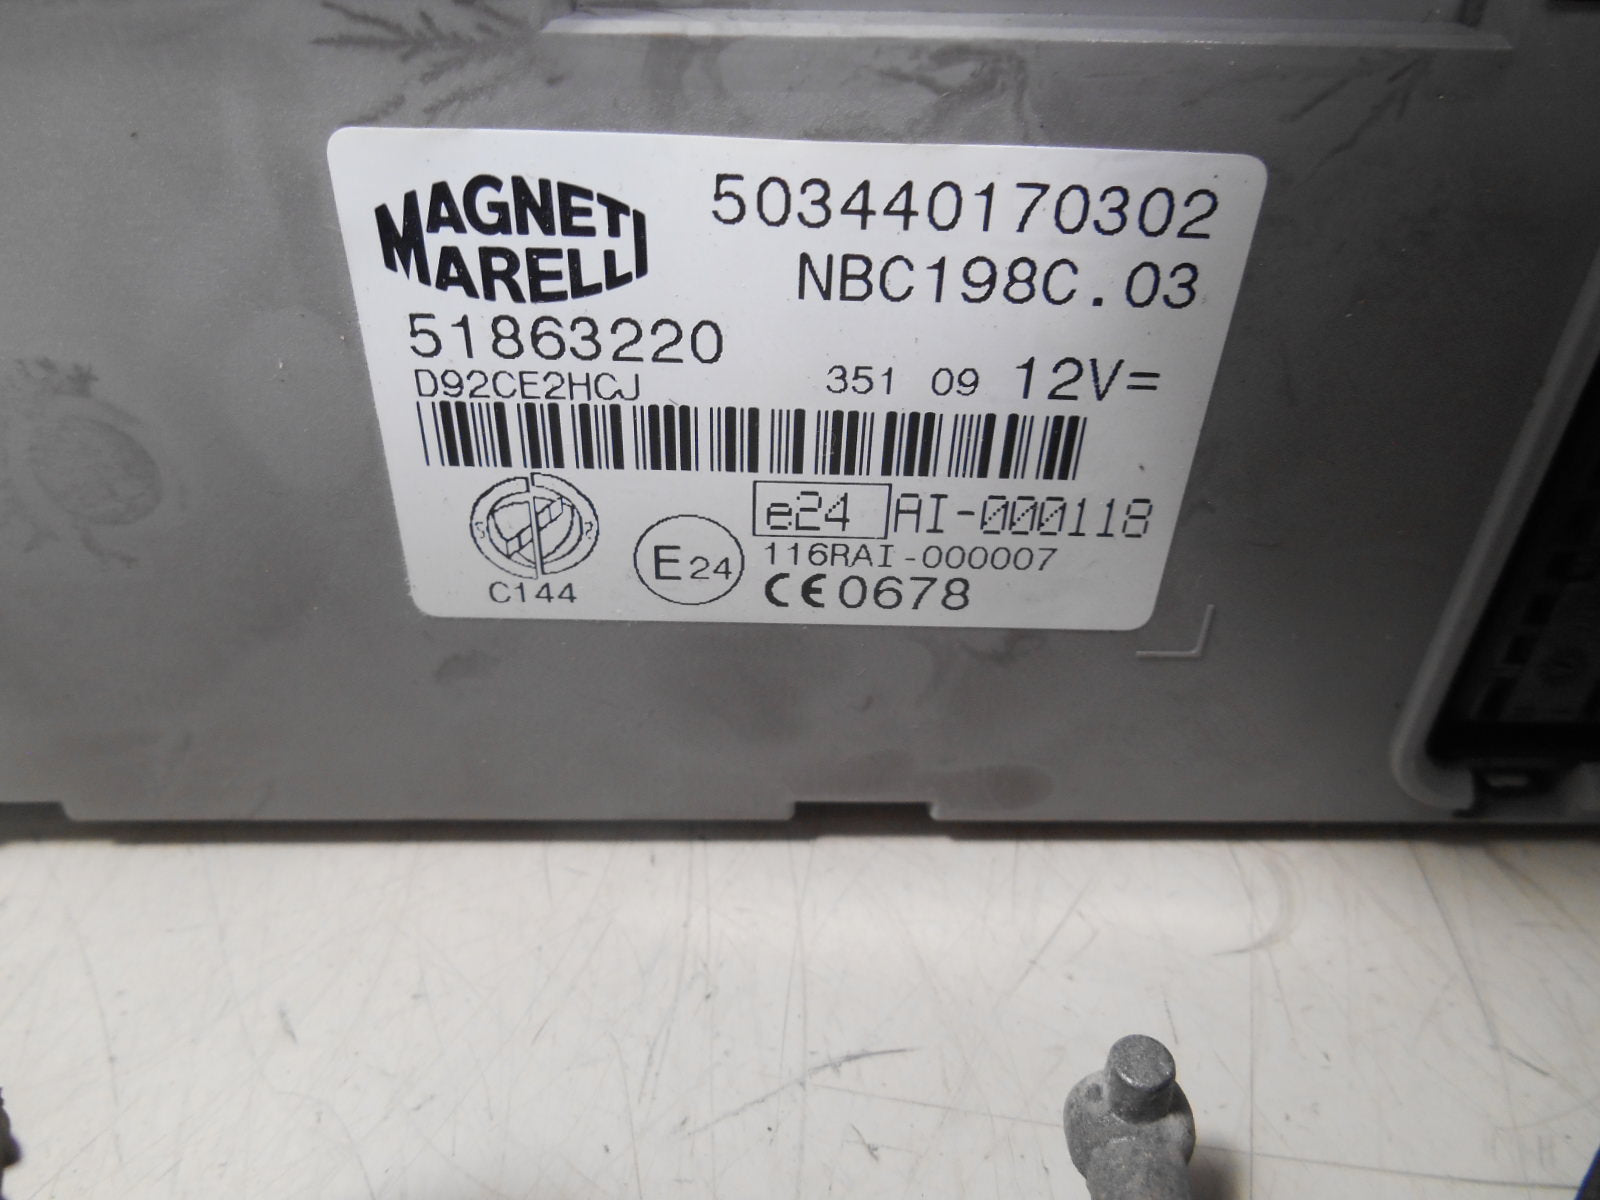 MAGNETI
MARELLI
503440170302
NBC198C.03
51863220
D92CE2HCJ
351 09 12V=
e24 AI-000118
116RAI-000007
E24
CE0678
C144